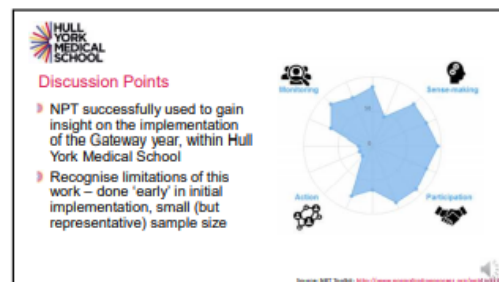 HULL
YORK
MEDICAL
SCHOOL
Discussion Points
NPT successfully used to gain
insight on the implementation
of the Gateway year, within Hull
York Medical School
Recognise limitations of this
work – done 'early' in initial
implementation, small (but
representative) sample size
Monitoring
Sense-making
Action
Participation
Source: NPT Toolkit: